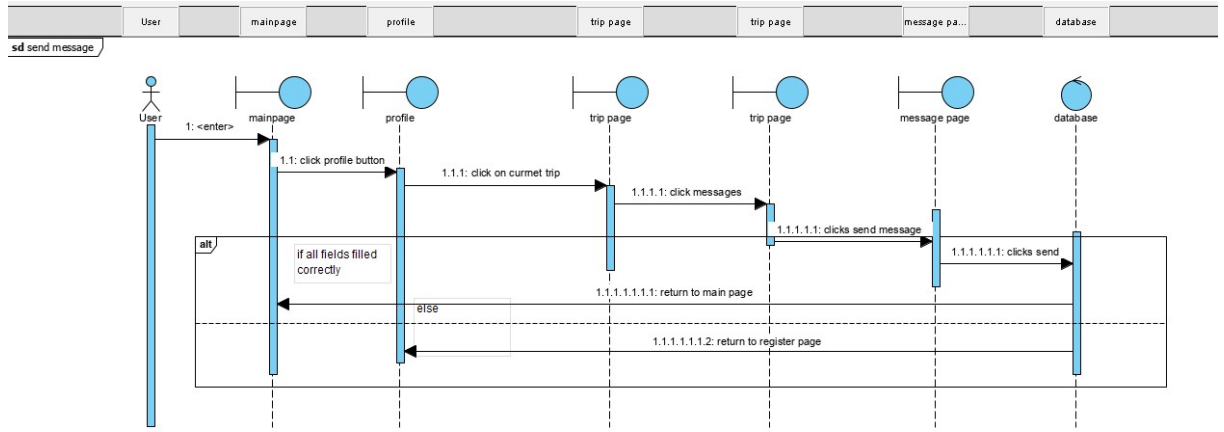 User mainpage profile trip page trip page message pa... database
sd send message
User mainpage profile trip page trip page message page database
1: <enter>
1.1: click profile button
1.1.1: click on currnet trip
1.1.1.1: click messages
1.1.1.1.1: clicks send message
alt
if all fields filled
correctly
1.1.1.1.1.1: clicks send
1.1.1.1.1.1.1: return to main page
else
1.1.1.1.1.1.2: return to register page